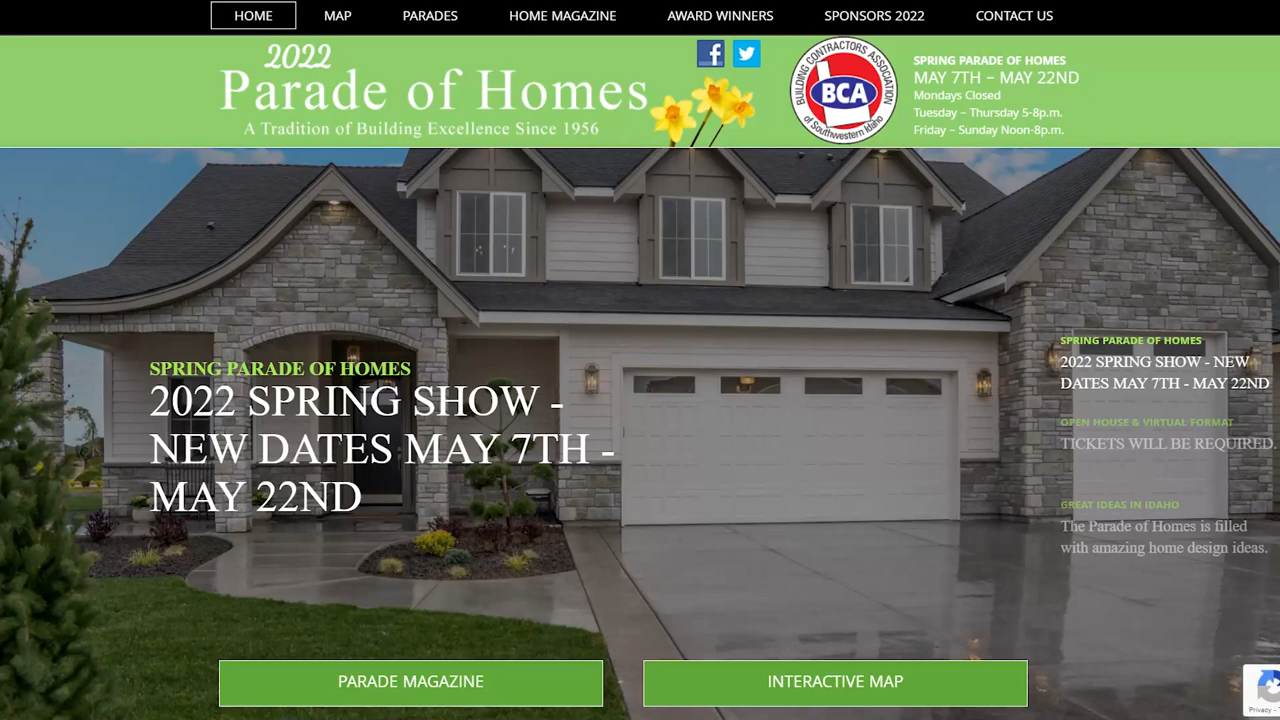 HOME MAP PARADES HOME MAGAZINE AWARD WINNERS SPONSORS 2022 CONTACT US
2022
Parade of Homes
A Tradition of Building Excellence Since 1956
BUILDING CONTRACTORS ASSOCIATION
BCA
of Southwestern Idaho
SPRING PARADE OF HOMES
MAY 7TH – MAY 22ND
Mondays Closed
Tuesday – Thursday 5-8p.m.
Friday – Sunday Noon-8p.m.
SPRING PARADE OF HOMES
2022 SPRING SHOW -
NEW DATES MAY 7TH -
MAY 22ND
SPRING PARADE OF HOMES
2022 SPRING SHOW - NEW
DATES MAY 7TH - MAY 22ND
OPEN HOUSE & VIRTUAL FORMAT
TICKETS WILL BE REQUIRED
GREAT IDEAS IN IDAHO
The Parade of Homes is filled
with amazing home design ideas.
PARADE MAGAZINE
INTERACTIVE MAP
Privacy -